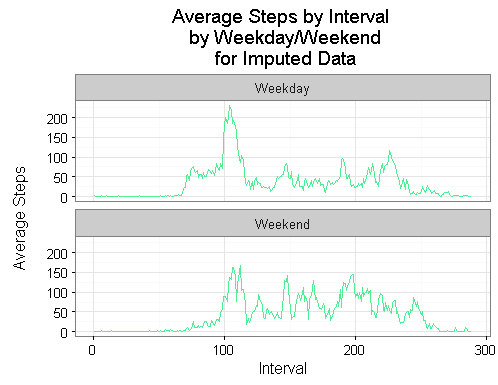 Average Steps by Interval
by Weekday/Weekend
for Imputed Data
Weekday
200
150
100
50
0
Average Steps
Weekend
200
150
100
50
0
0 100 200 300
Interval